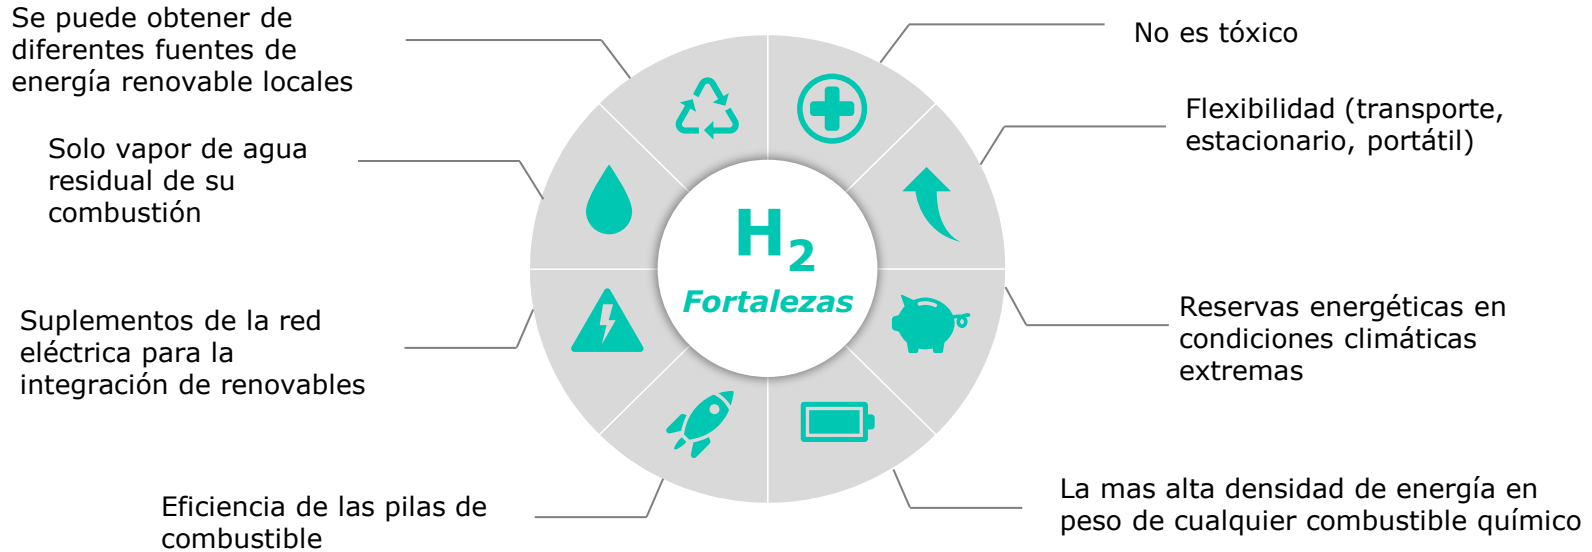 Se puede obtener de
diferentes fuentes de
energía renovable locales
No es tóxico
Flexibilidad (transporte,
estacionario, portátil)
Solo vapor de agua
residual de su
combustión
H₂
Fortalezas
Suplementos de la red
eléctrica para la
integración de renovables
Reservas energéticas en
condiciones climáticas
extremas
Eficiencia de las pilas de
combustible
La mas alta densidad de energía en
peso de cualquier combustible químico